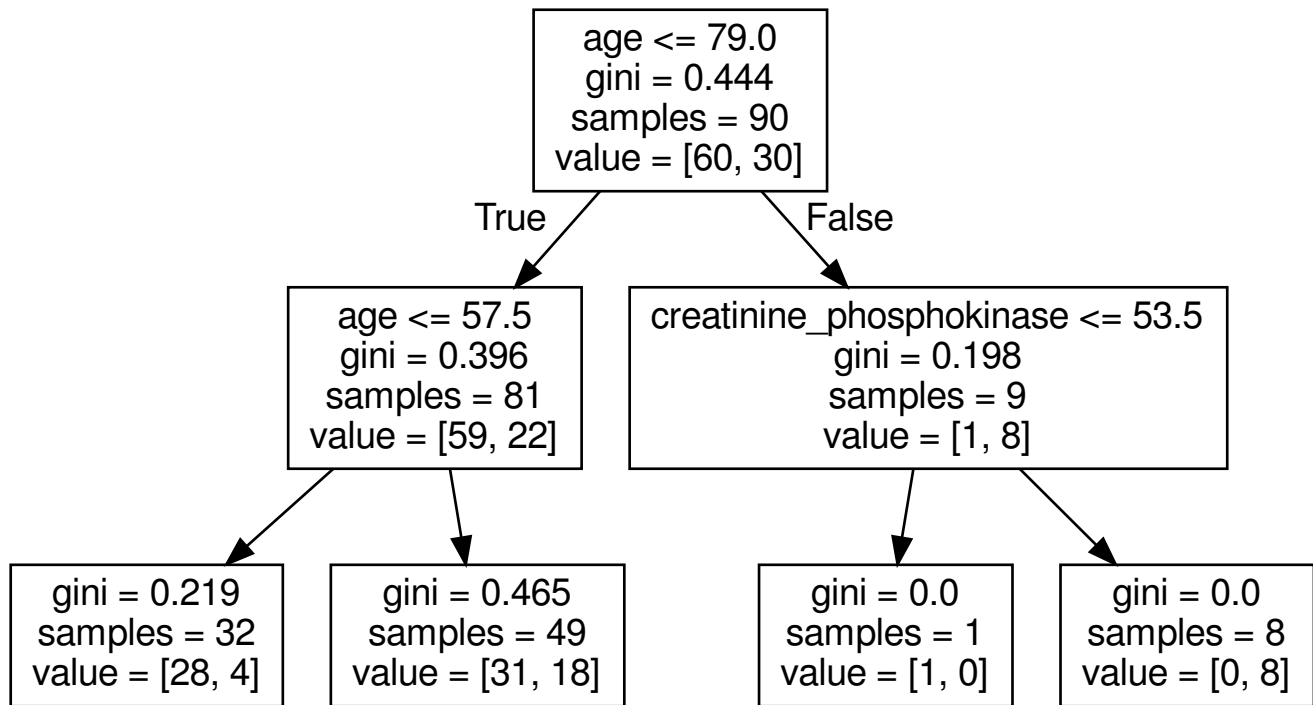 age <= 79.0
gini = 0.444
samples = 90
value = [60, 30]
True
False
age <= 57.5
gini = 0.396
samples = 81
value = [59, 22]
creatinine_phosphokinase <= 53.5
gini = 0.198
samples = 9
value = [1, 8]
gini = 0.219
samples = 32
value = [28, 4]
gini = 0.465
samples = 49
value = [31, 18]
gini = 0.0
samples = 1
value = [1, 0]
gini = 0.0
samples = 8
value = [0, 8]